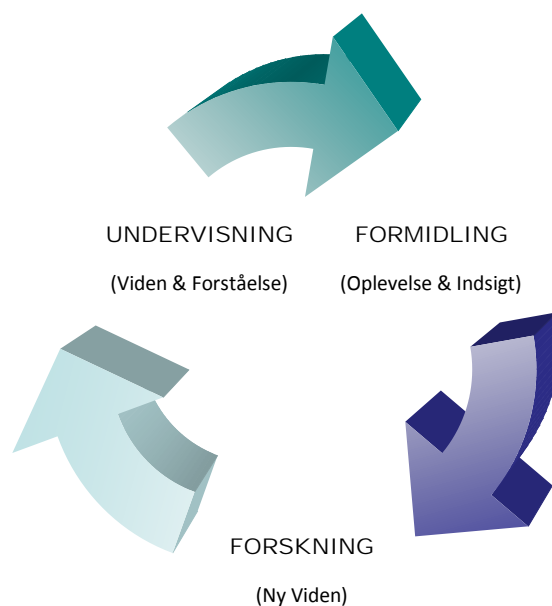 UNDERVISNING
FORMIDLING
(Viden & Forståelse)
(Oplevelse & Indsigt)
FORSKNING
(Ny Viden)